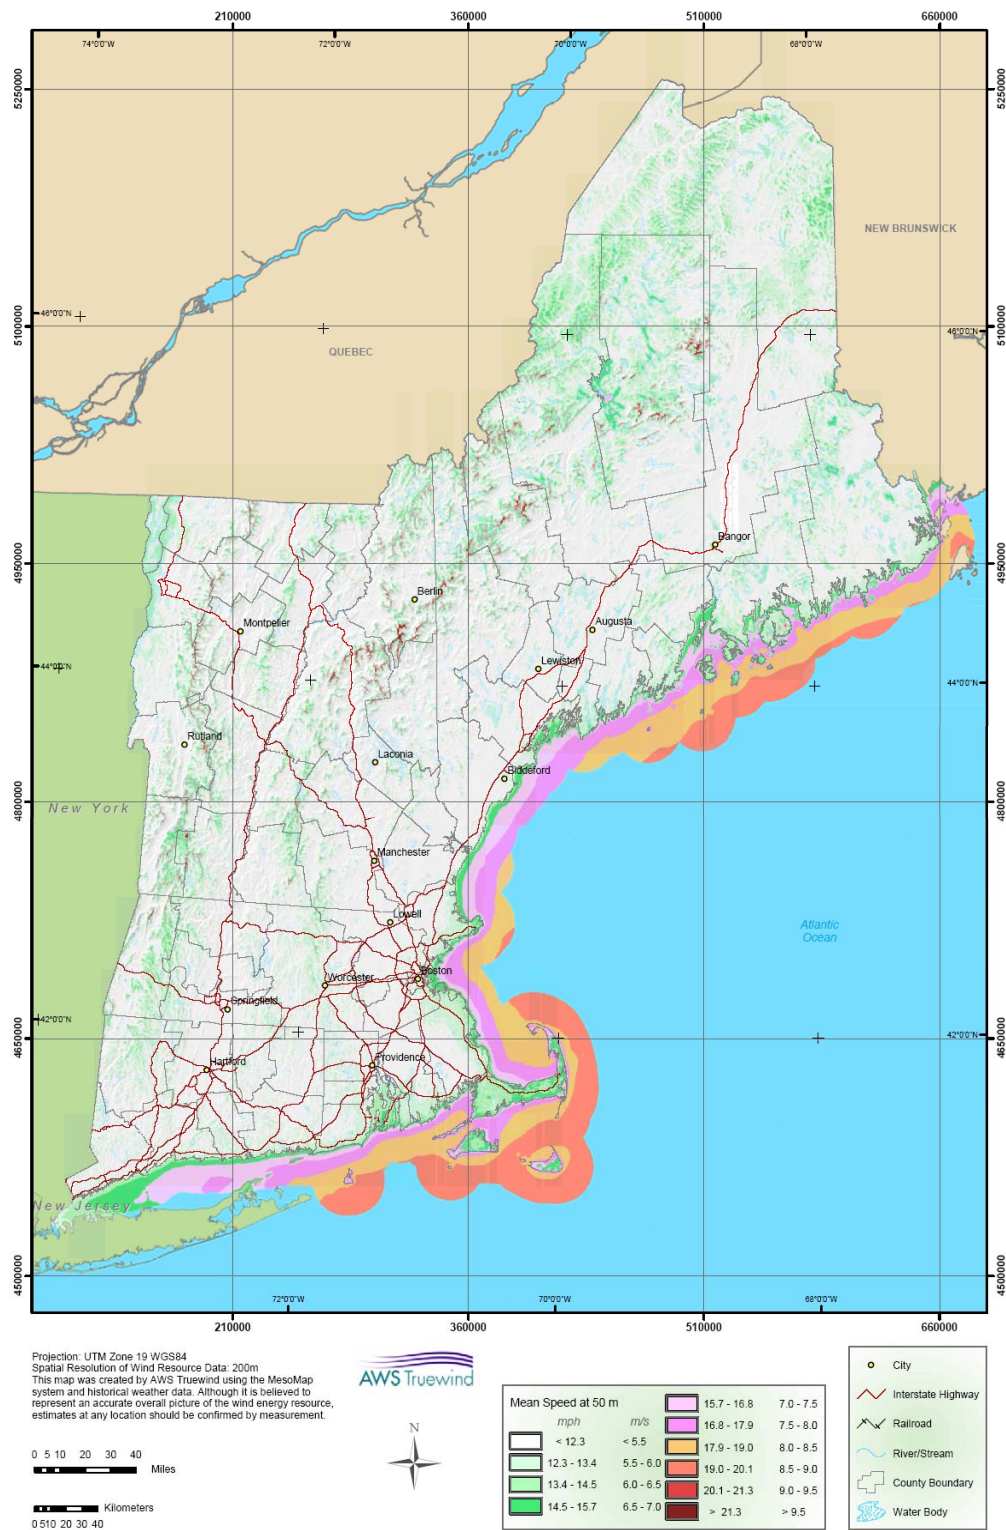 210000
360000
510000
660000
74°0'0"W
72°0'0"W
70°0'0"W
68°0'0"W
5250000
5250000
NEW BRUNSWICK
46°0'0"N
5100000
QUEBEC
46°0'0"N
5100000
4950000
Bangor
4950000
Berlin
Montpelier
Augusta
44°0'0"N
Lewiston
44°0'0"N
Rutland
Laconia
Biddeford
4800000
New York
4800000
Manchester
Lowell
Atlantic
Ocean
Boston
Worcester
Springfield
42°0'0"N
4650000
42°0'0"N
4650000
Hartford
Providence
New Jersey
4500000
4500000
72°0'0"W
70°0'0"W
68°0'0"W
210000
360000
510000
660000
Projection: UTM Zone 19 WGS84
Spatial Resolution of Wind Resource Data: 200m
This map was created by AWS Truewind using the MesoMap
system and historical weather data. Although it is believed to
represent an accurate overall picture of the wind energy resource,
estimates at any location should be confirmed by measurement.
AWS Truewind
N
0 5 10 20 30 40
Miles
Kilometers
0 5 10 20 30 40
Mean Speed at 50 m
mph m/s
< 12.3 < 5.5
12.3 - 13.4 5.5 - 6.0
13.4 - 14.5 6.0 - 6.5
14.5 - 15.7 6.5 - 7.0
15.7 - 16.8 7.0 - 7.5
16.8 - 17.9 7.5 - 8.0
17.9 - 19.0 8.0 - 8.5
19.0 - 20.1 8.5 - 9.0
20.1 - 21.3 9.0 - 9.5
> 21.3 > 9.5
City
Interstate Highway
Railroad
River/Stream
County Boundary
Water Body